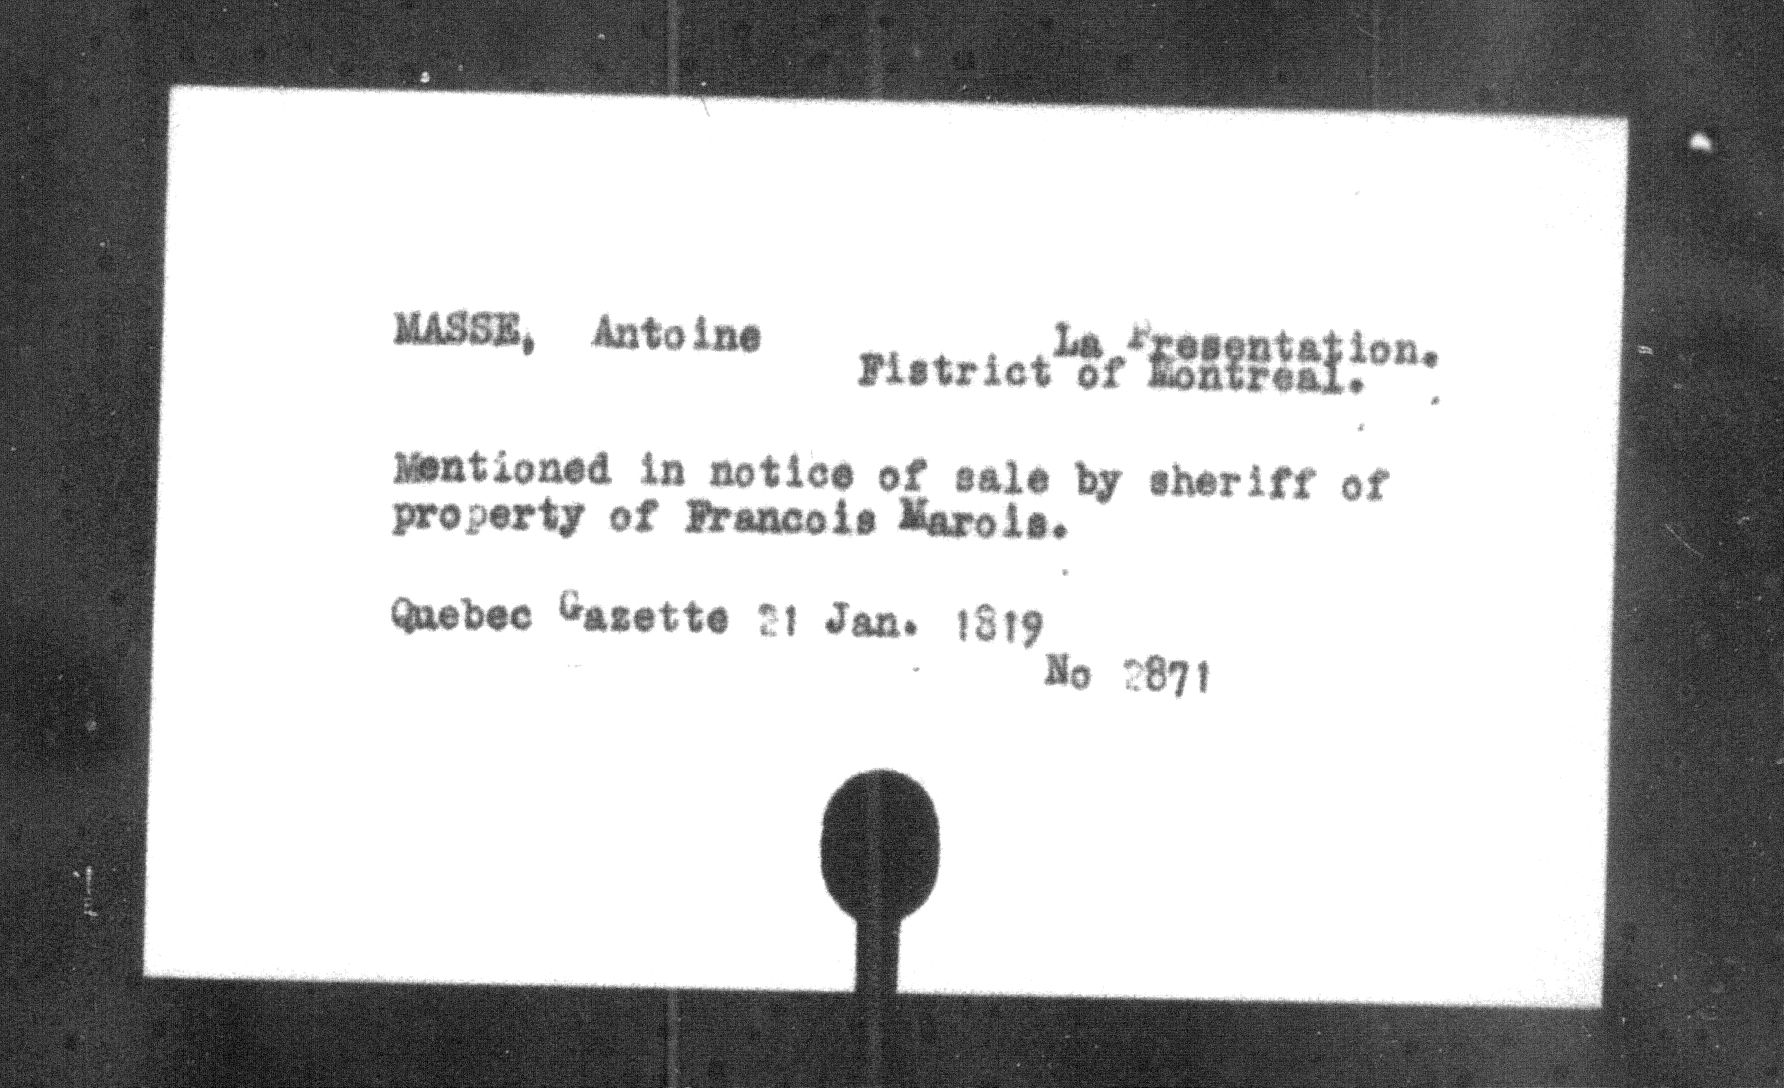 MASSE, Antoine La Presentation.
Fistrict of Montreal.
Mentioned in notice of sale by sheriff of
property of Francois Marois.
Quebec Gazette 21 Jan. 1819
No 2871